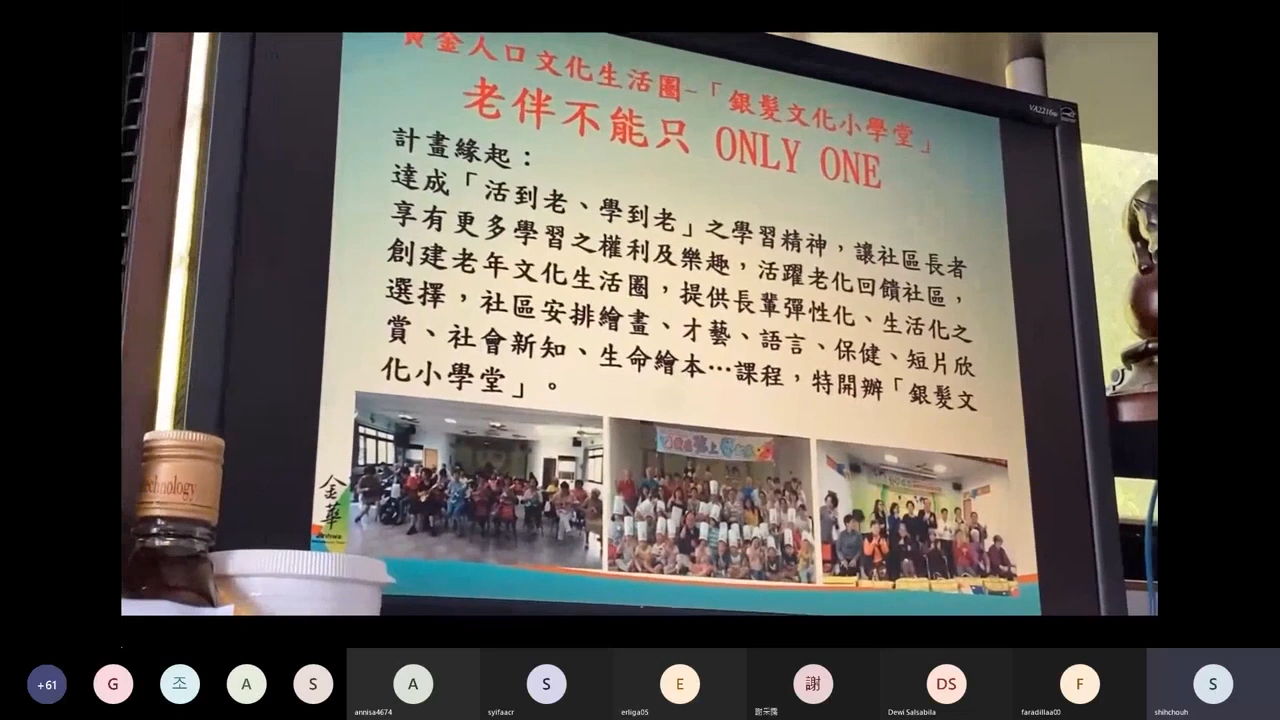 黃金人口文化生活圈-「銀髮文化小學堂」
老伴不能只 ONLY ONE
計畫緣起：
達成「活到老、學到老」之學習精神，讓社區長者
享有更多學習之權利及樂趣，活躍老化回饋社區，
創建老年文化生活圈，提供長輩彈性化、生活化之
選擇，社區安排繪畫、才藝、語言、保健、短片欣
賞、社會新知、生命繪本…課程，特開辦「銀髮文
化小學堂」。
金華
VA2216w
technology
+61
G
조
A
S
A
S
E
謝
DS
F
S
annisa4674
syifaacr
erliga05
Dewi Salsabila
faradillaa00
shihchouh